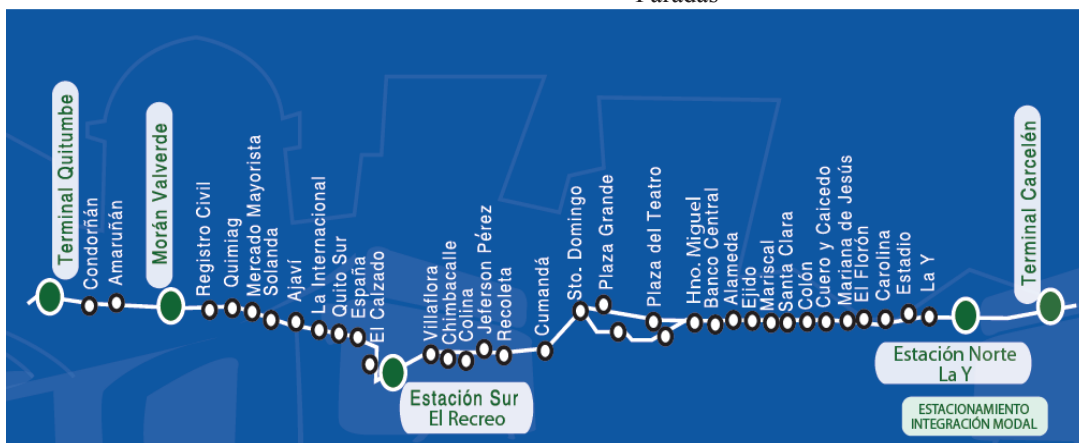 Paradas
Terminal Quitumbe
Condorñán
Amaruñán
Morán Valverde
Registro Civil
Quimiag
Mercado Mayorista
Solanda
Ajaví
La Internacional
Quito Sur
España
El Calzado
Estación Sur
El Recreo
Villaflora
Chimbacalle
Colina
Jeferson Pérez
Recoleta
Cumandá
Sto. Domingo
Plaza Grande
Plaza del Teatro
Hno. Miguel
Banco Central
Alameda
Ejido
Mariscal
Santa Clara
Colón
Cuero y Caicedo
Mariana de Jesús
El Florón
Carolina
Estadio
La Y
Estación Norte
La Y
ESTACIONAMIENTO
INTEGRACIÓN MODAL
Terminal Carcelén